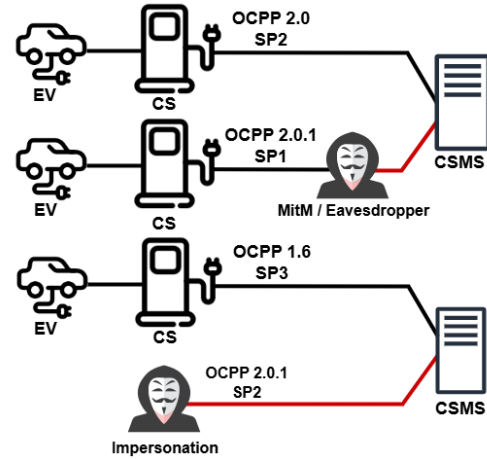 OCPP 2.0
SP2
EV
CS
OCPP 2.0.1
SP1
CSMS
EV
CS
MitM / Eavesdropper
OCPP 1.6
SP3
EV
CS
OCPP 2.0.1
SP2
CSMS
Impersonation